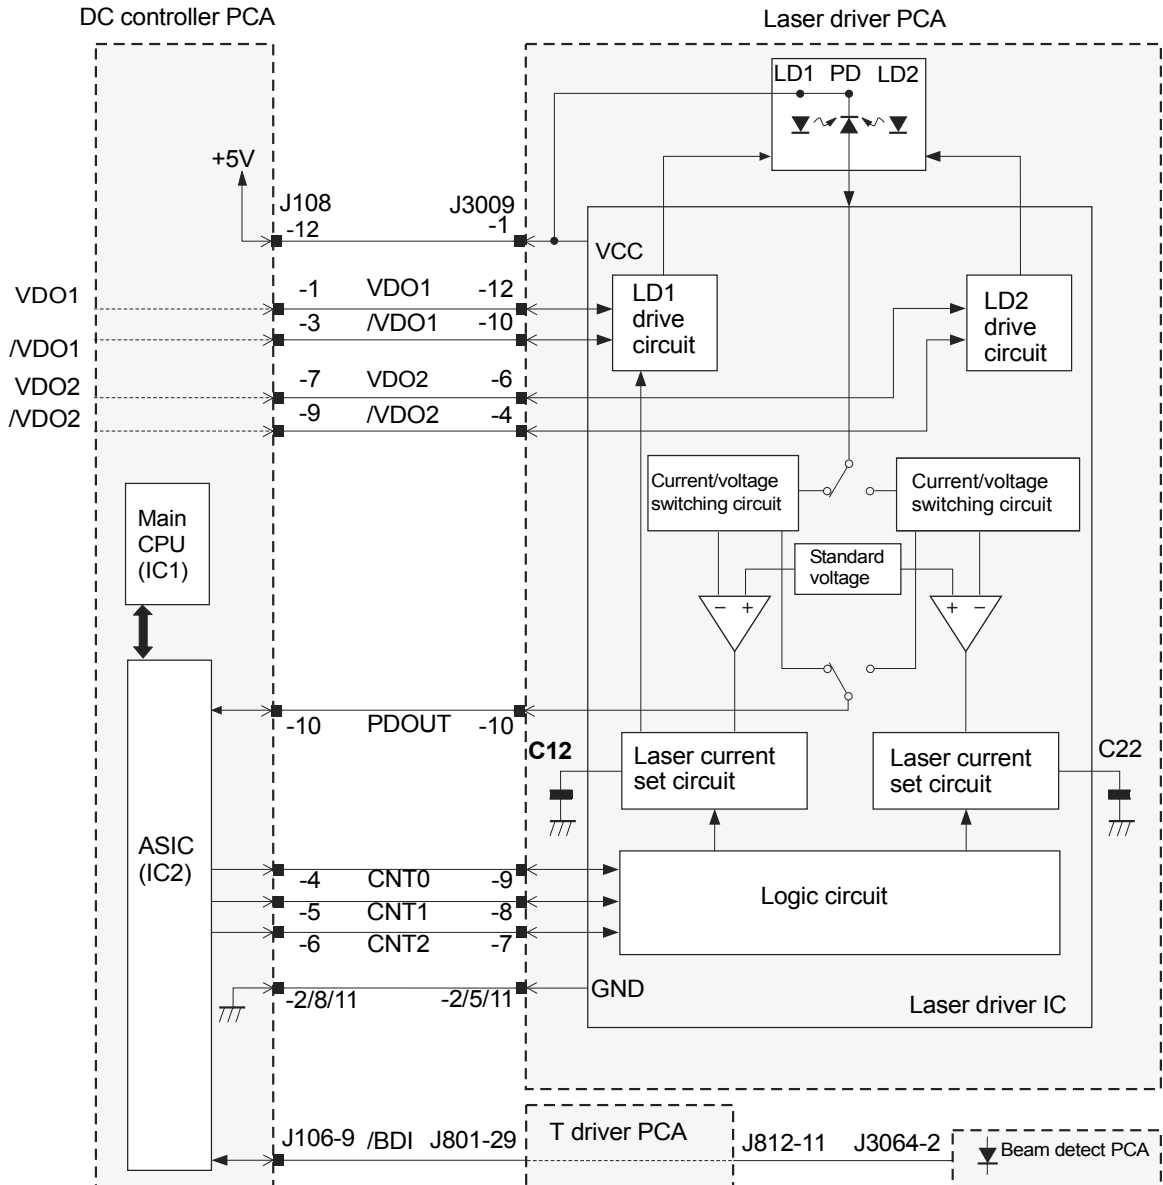 DC controller PCA
Laser driver PCA
LD1 PD LD2
+5V
J108
J3009
-12
-1
VCC
VDO1
-1 VDO1 -12
-3 /VDO1 -10
/VDO1
VDO2
-7 VDO2 -6
/VDO2
-9 /VDO2 -4
LD1
drive
circuit
LD2
drive
circuit
Current/voltage
switching circuit
Current/voltage
switching circuit
Main
CPU
(IC1)
Standard
voltage
− +
+ −
-10 PDOUT -10
C12
Laser current
set circuit
Laser current
set circuit
C22
ASIC
(IC2)
-4 CNT0 -9
-5 CNT1 -8
-6 CNT2 -7
Logic circuit
-2/8/11
-2/5/11
GND
Laser driver IC
J106-9 /BDI J801-29
T driver PCA
J812-11 J3064-2
Beam detect PCA